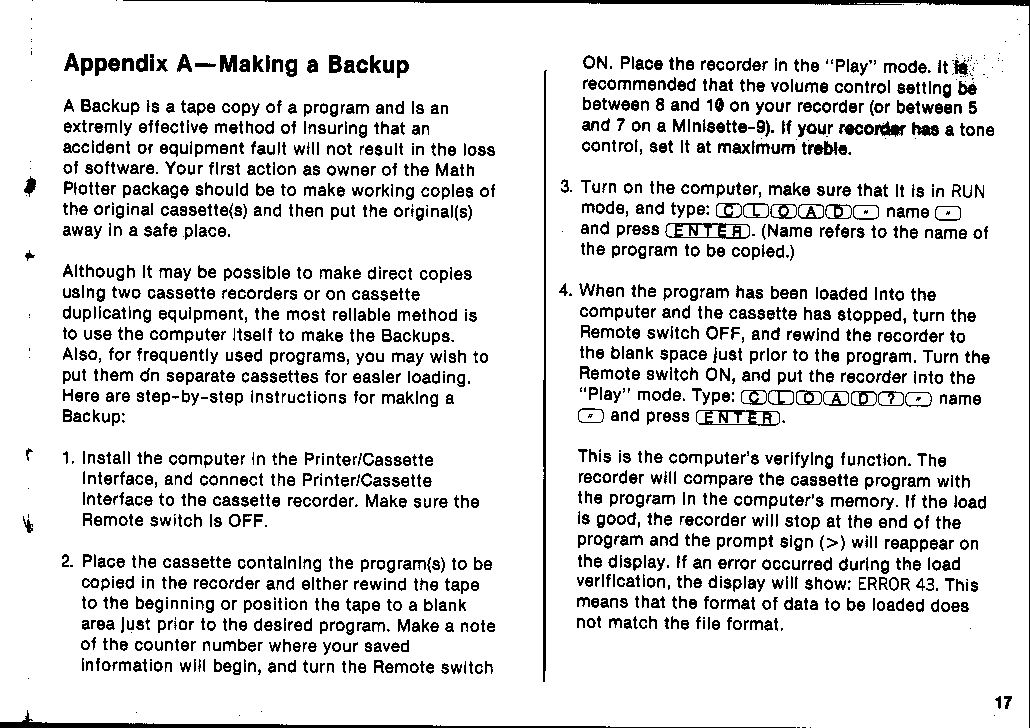 Appendix A—Making a Backup
A Backup is a tape copy of a program and is an
extremly effective method of insuring that an
accident or equipment fault will not result in the loss
of software. Your first action as owner of the Math
Plotter package should be to make working copies of
the original cassette(s) and then put the original(s)
away in a safe place.
Although it may be possible to make direct copies
using two cassette recorders or on cassette
duplicating equipment, the most reliable method is
to use the computer itself to make the Backups.
Also, for frequently used programs, you may wish to
put them on separate cassettes for easier loading.
Here are step-by-step instructions for making a
Backup:
1. Install the computer in the Printer/Cassette
Interface, and connect the Printer/Cassette
Interface to the cassette recorder. Make sure the
Remote switch is OFF.
2. Place the cassette containing the program(s) to be
copied in the recorder and either rewind the tape
to the beginning or position the tape to a blank
area just prior to the desired program. Make a note
of the counter number where your saved
information will begin, and turn the Remote switch
ON. Place the recorder in the "Play" mode. It is
recommended that the volume control setting be
between 8 and 10 on your recorder (or between 5
and 7 on a Minisette-9). If your recorder has a tone
control, set it at maximum treble.
3. Turn on the computer, make sure that it is in RUN
mode, and type: C L O A D " name "
and press E N T E R. (Name refers to the name of
the program to be copied.)
4. When the program has been loaded into the
computer and the cassette has stopped, turn the
Remote switch OFF, and rewind the recorder to
the blank space just prior to the program. Turn the
Remote switch ON, and put the recorder into the
"Play" mode. Type: C L O A D ? " name
" and press E N T E R.
This is the computer's verifying function. The
recorder will compare the cassette program with
the program in the computer's memory. If the load
is good, the recorder will stop at the end of the
program and the prompt sign (>) will reappear on
the display. If an error occurred during the load
verification, the display will show: ERROR 43. This
means that the format of data to be loaded does
not match the file format.
17